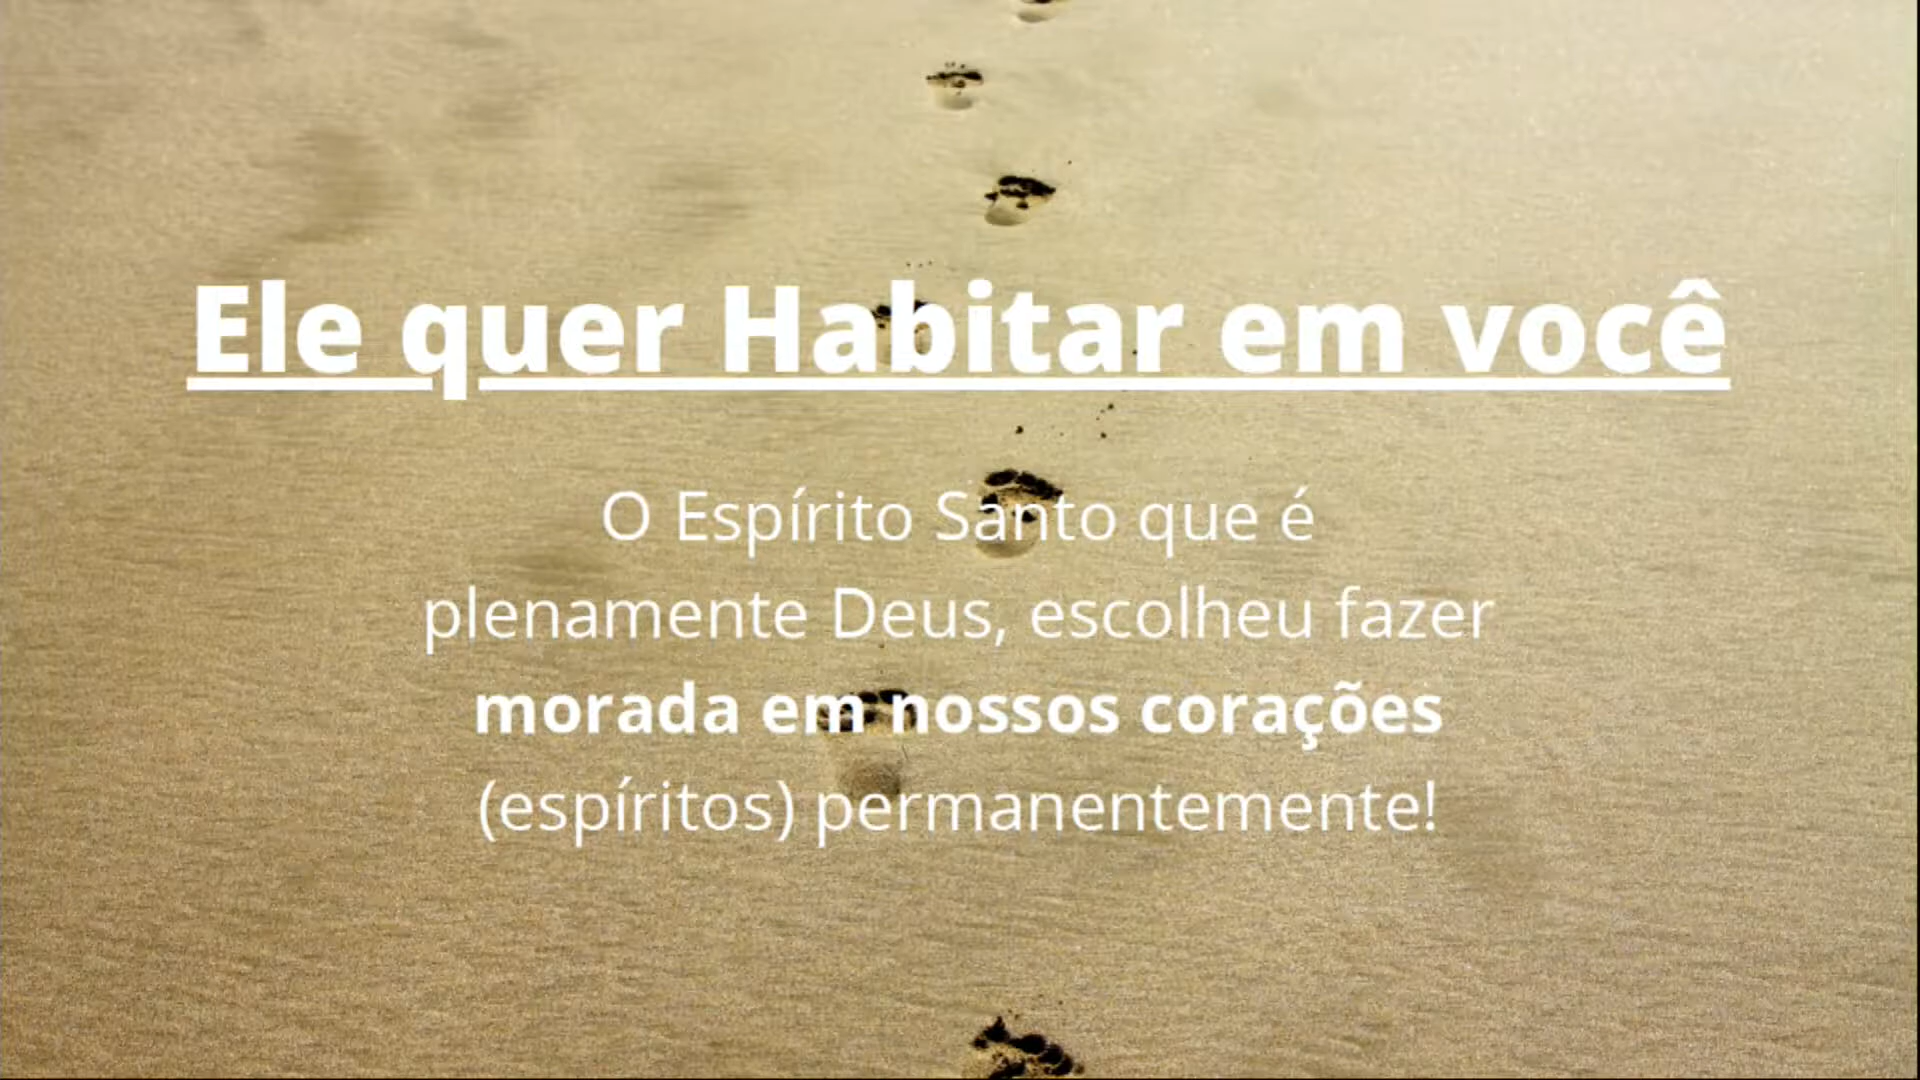 Ele quer Habitar em você
O Espírito Santo que é
plenamente Deus, escolheu fazer
morada em nossos corações
(espíritos) permanentemente!